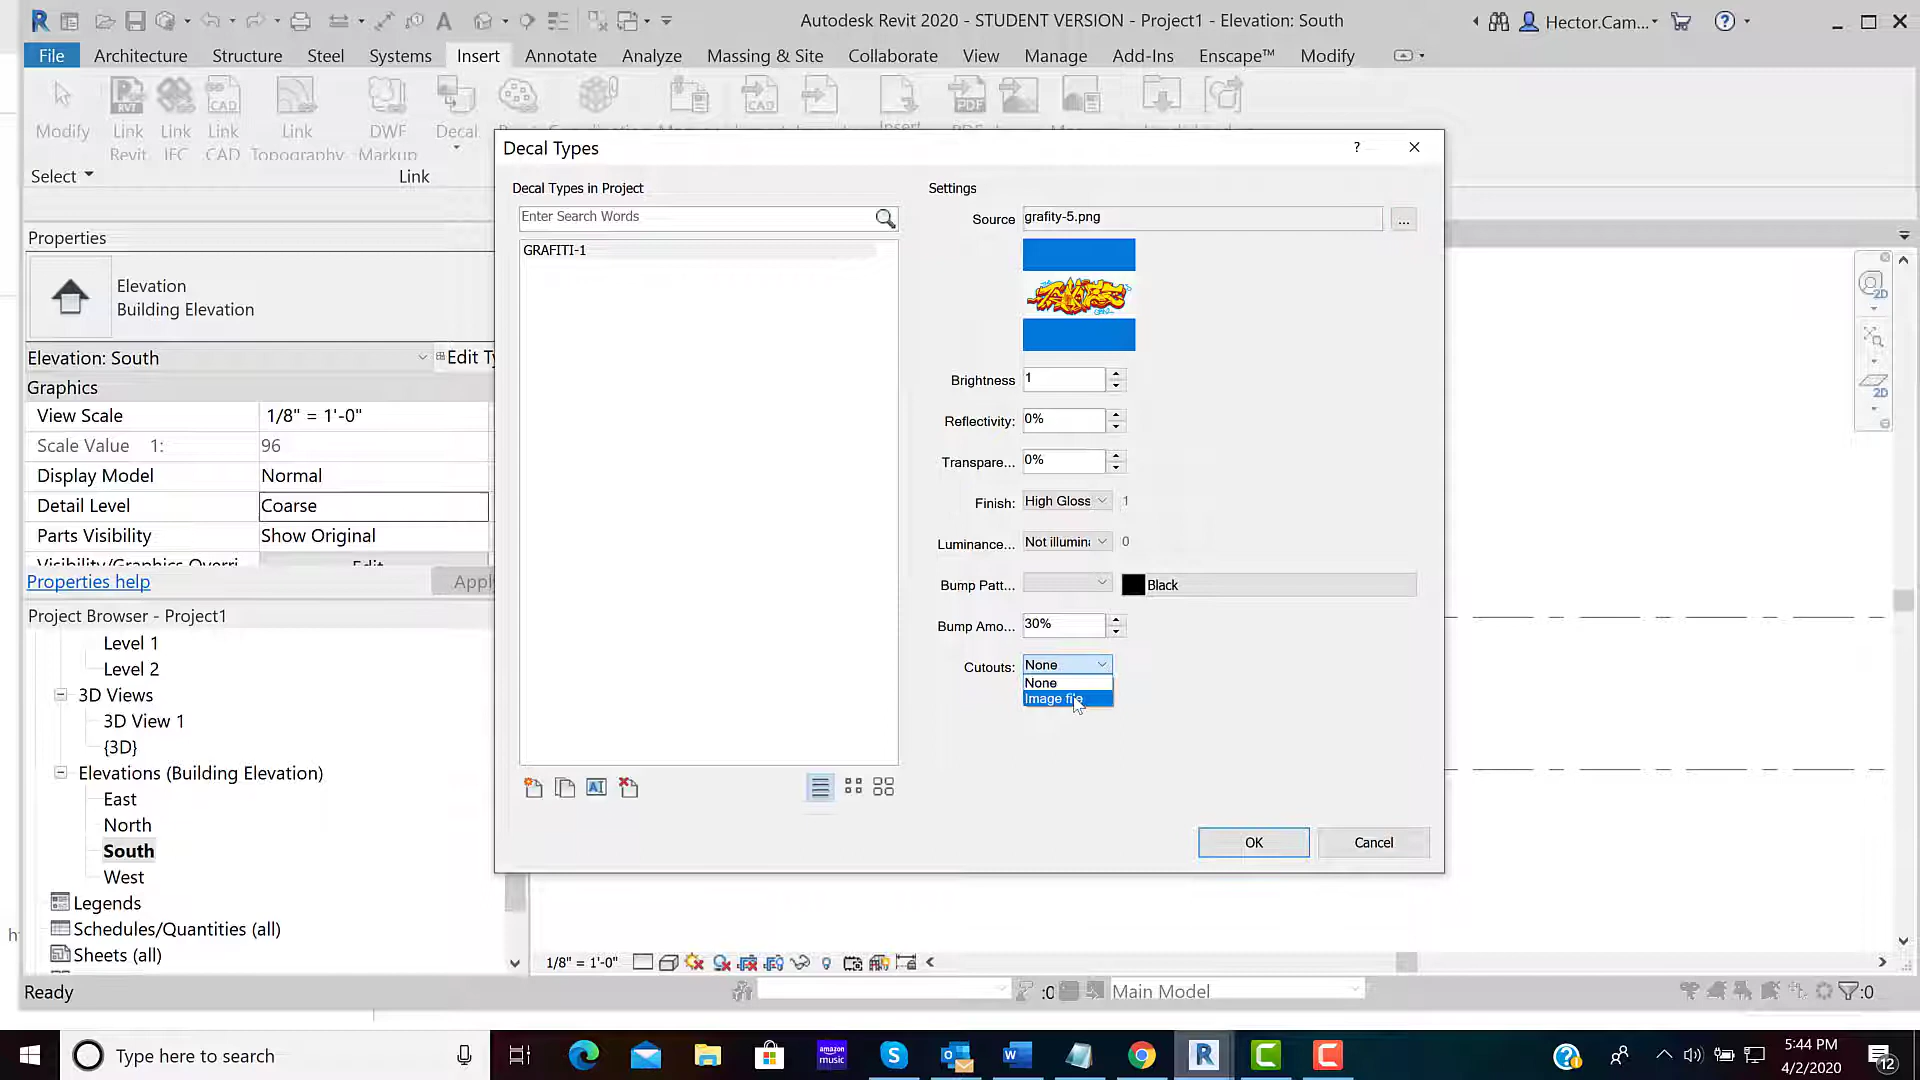 Autodesk Revit 2020 - STUDENT VERSION - Project1 - Elevation: South
Hector.Cam...
File Architecture Structure Steel Systems Insert Annotate Analyze Massing & Site Collaborate View Manage Add-Ins Enscape™ Modify
Modify Link Revit Link IFC Link CAD Link Topography DWF Markup Decal
Select
Link
Decal Types
Decal Types in Project
Settings
Enter Search Words
Source grafity-5.png ...
GRAFITI-1
Properties
Elevation
Building Elevation
Elevation: South
Edit Ty
Graphics
View Scale 1/8" = 1'-0"
Scale Value 1: 96
Display Model Normal
Detail Level Coarse
Parts Visibility Show Original
Properties help
Apply
Brightness 1
Reflectivity: 0%
Transpare... 0%
Finish: High Gloss 1
Luminance... Not illumin 0
Bump Patt... Black
Bump Amo... 30%
Cutouts: None
None
Image file
OK Cancel
Project Browser - Project1
Level 1
Level 2
3D Views
3D View 1
{3D}
Elevations (Building Elevation)
East
North
South
West
Legends
Schedules/Quantities (all)
Sheets (all)
1/8" = 1'-0"
Ready
:0
Main Model
:0
Type here to search
5:44 PM
4/2/2020
12